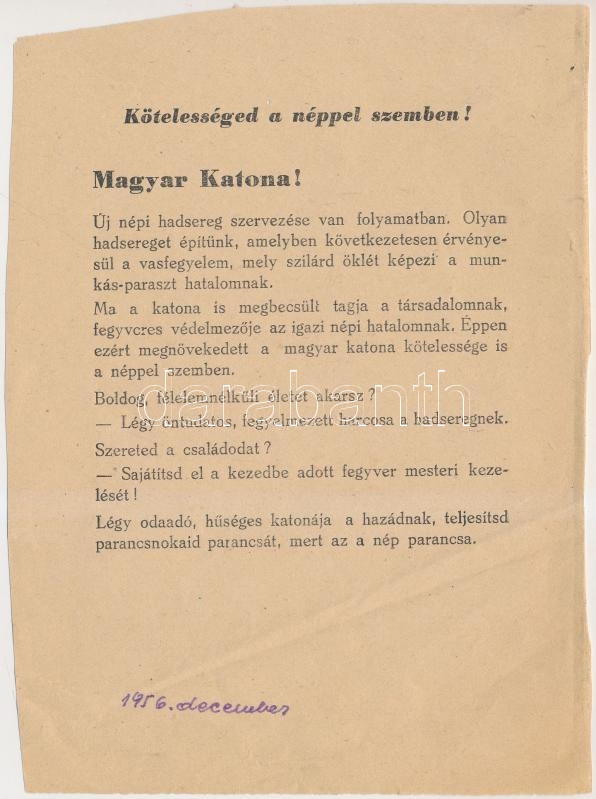 Kötelességed a néppel szemben!
Magyar Katona!
Új népi hadsereg szervezése van folyamatban. Olyan
hadsereget építünk, amelyben következetesen érvénye-
sül a vasfegyelem, mely szilárd öklét képezi a mun-
kás-paraszt hatalomnak.
Ma a katona is megbecsült tagja a társadalomnak,
fegyveres védelmezője az igazi népi hatalomnak. Éppen
ezért megnövekedett a magyar katona kötelessége is
a néppel szemben.
Boldog, félelemnélküli életet akarsz?
— Légy öntudatos, fegyelmezett harcosa a hadseregnek.
darabanth
Szereted a családodat?
— Sajátítsd el a kezedbe adott fegyver mesteri keze-
lését!
Légy odaadó, hűséges katonája a hazádnak, teljesítsd
parancsnokaid parancsát, mert az a nép parancsa.
1956. december